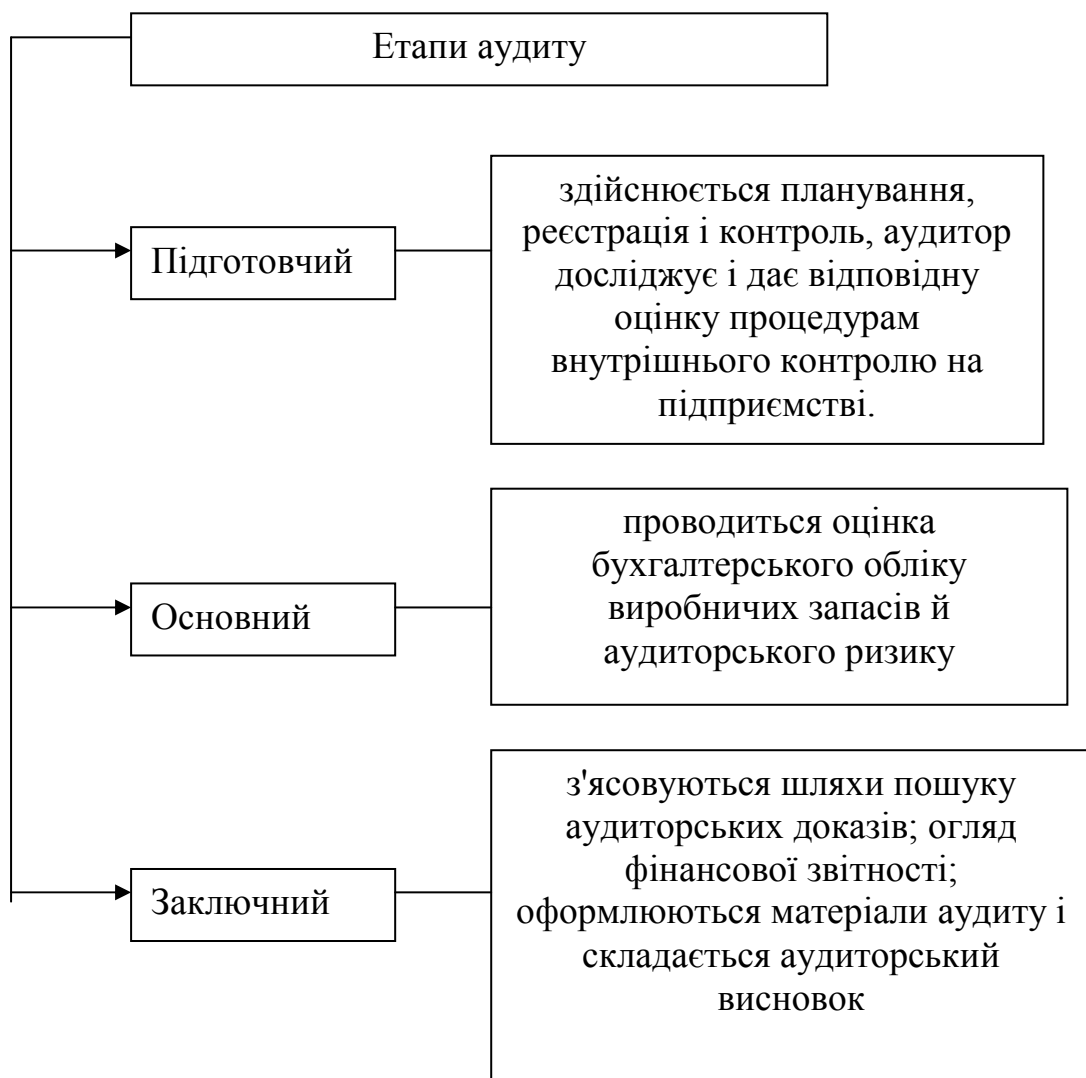 Етапи аудиту
Підготовчий
здійснюється планування,
реєстрація і контроль, аудитор
досліджує і дає відповідну
оцінку процедурам
внутрішнього контролю на
підприємстві.
Основний
проводиться оцінка
бухгалтерського обліку
виробничих запасів й
аудиторського ризику
Заключний
з'ясовуються шляхи пошуку
аудиторських доказів; огляд
фінансової звітності;
оформлюються матеріали аудиту і
складається аудиторський
висновок